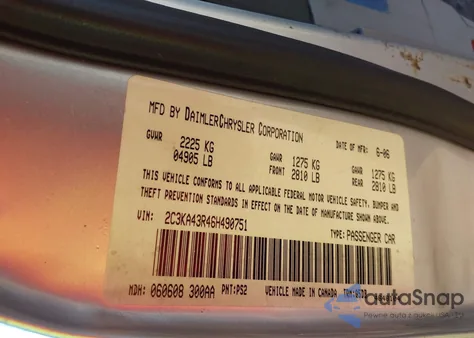 MFD BY DAIMLERCHRYSLER CORPORATION DATE OF MFR: 6-06
GVWR 2225 KG GAWR 1275 KG GAWR 1275 KG
04905 LB FRONT 2810 LB REAR 2810 LB
THIS VEHICLE CONFORMS TO ALL APPLICABLE FEDERAL MOTOR VEHICLE SAFETY, BUMPER AND
THEFT PREVENTION STANDARDS IN EFFECT ON THE DATE OF MANUFACTURE SHOWN ABOVE.
VIN: 2C3KA43R46H490751 TYPE: PASSENGER CAR
MDH: 060608 300AA PNT: PS2 VEHICLE MADE IN CANADA
autaSnap